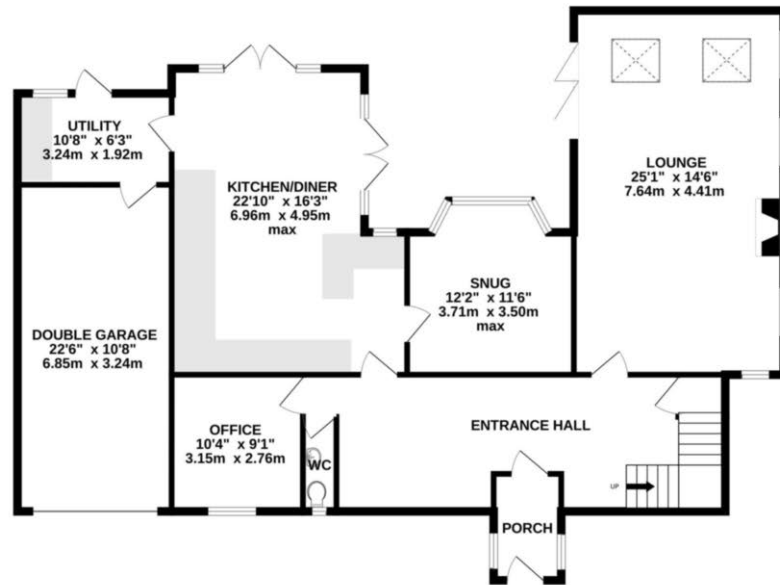 UTILITY
10'8" x 6'3"
3.24m x 1.92m
KITCHEN/DINER
22'10" x 16'3"
6.96m x 4.95m
max
LOUNGE
25'1" x 14'6"
7.64m x 4.41m
SNUG
12'2" x 11'6"
3.71m x 3.50m
max
DOUBLE GARAGE
22'6" x 10'8"
6.85m x 3.24m
OFFICE
10'4" x 9'1"
3.15m x 2.76m
WC
ENTRANCE HALL
UP
PORCH